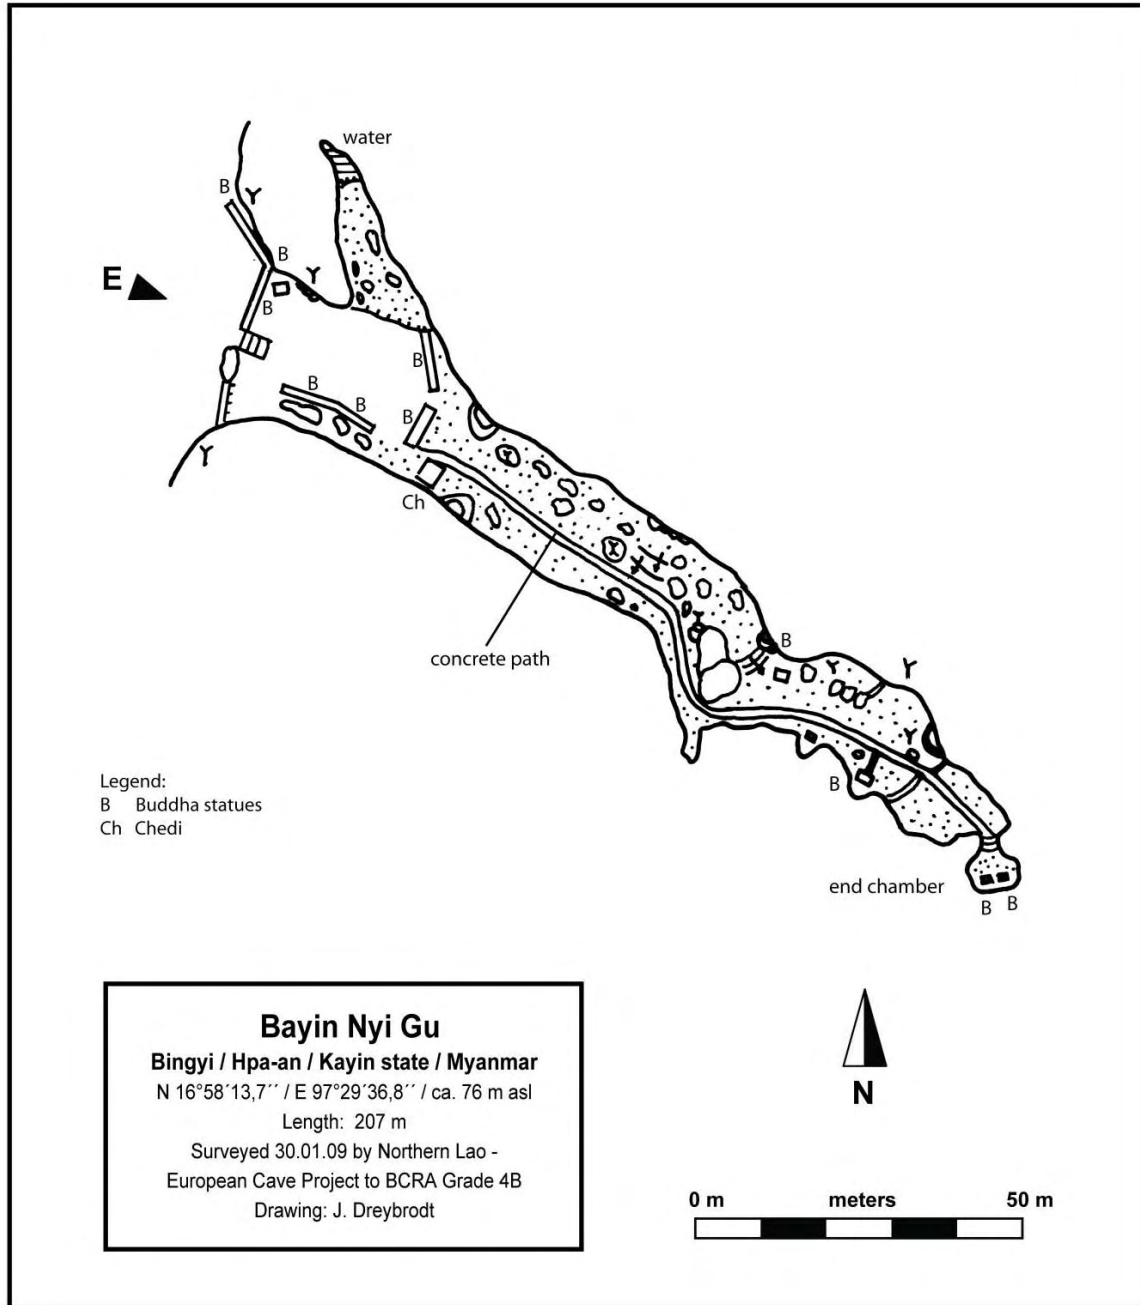 water
B
B
E
B
B
B
B
B
Ch
concrete path
B
Legend:
B Buddha statues
Ch Chedi
B
end chamber
B B
Bayin Nyi Gu
Bingyi / Hpa-an / Kayin state / Myanmar
N 16°58´13,7´´ / E 97°29´36,8´´ / ca. 76 m asl
Length: 207 m
Surveyed 30.01.09 by Northern Lao -
European Cave Project to BCRA Grade 4B
Drawing: J. Dreybrodt
N
0 m meters 50 m